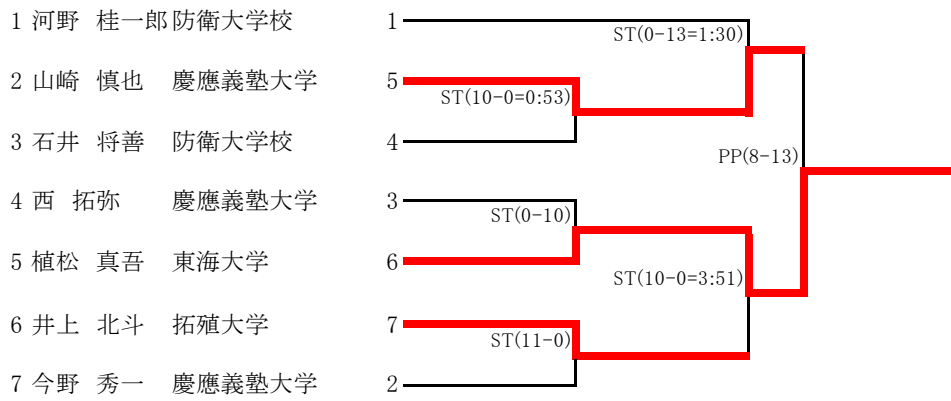 1 河野 桂一郎 防衛大学校 1
ST(0-13=1:30)
2 山崎 慎也 慶應義塾大学 5
ST(10-0=0:53)
3 石井 将善 防衛大学校 4
PP(8-13)
4 西 拓弥 慶應義塾大学 3
ST(0-10)
5 植松 真吾 東海大学 6
ST(10-0=3:51)
6 井上 北斗 拓殖大学 7
ST(11-0)
7 今野 秀一 慶應義塾大学 2